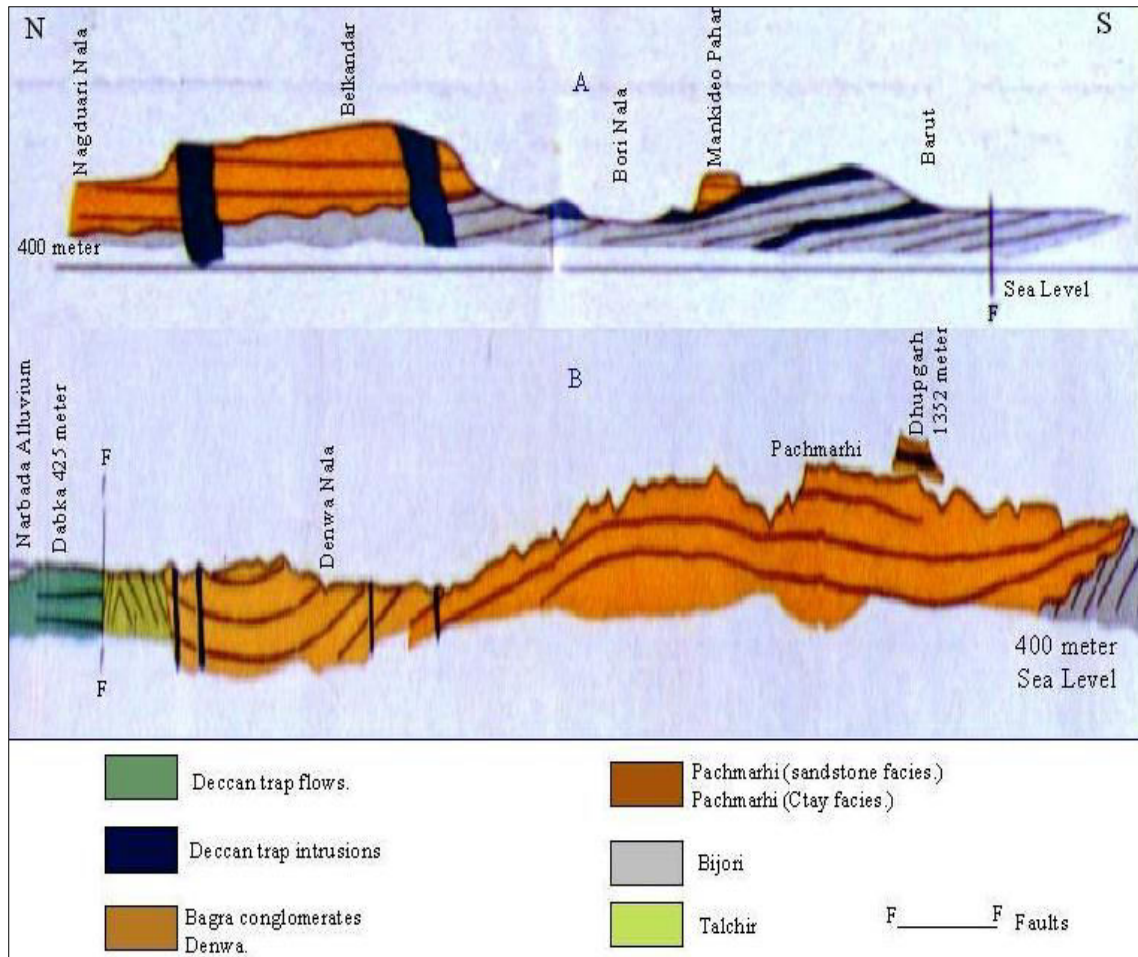 N
S
Nagduari Nala
Belkandar
A
Bori Nala
Mankideo Pahar
Barut
400 meter
Sea Level
F
B
Narbada Alluvium
Dabka 425 meter
F
Denwa Nala
Pachmarhi
Dhupgarh
1352 meter
F
400 meter
Sea Level
Deccan trap flows.
Deccan trap intrusions
Bagra conglomerates
Denwa.
Pachmarhi (sandstone facies.)
Pachmarhi (Ctay facies.)
Bijori
Talchir
F F Faults